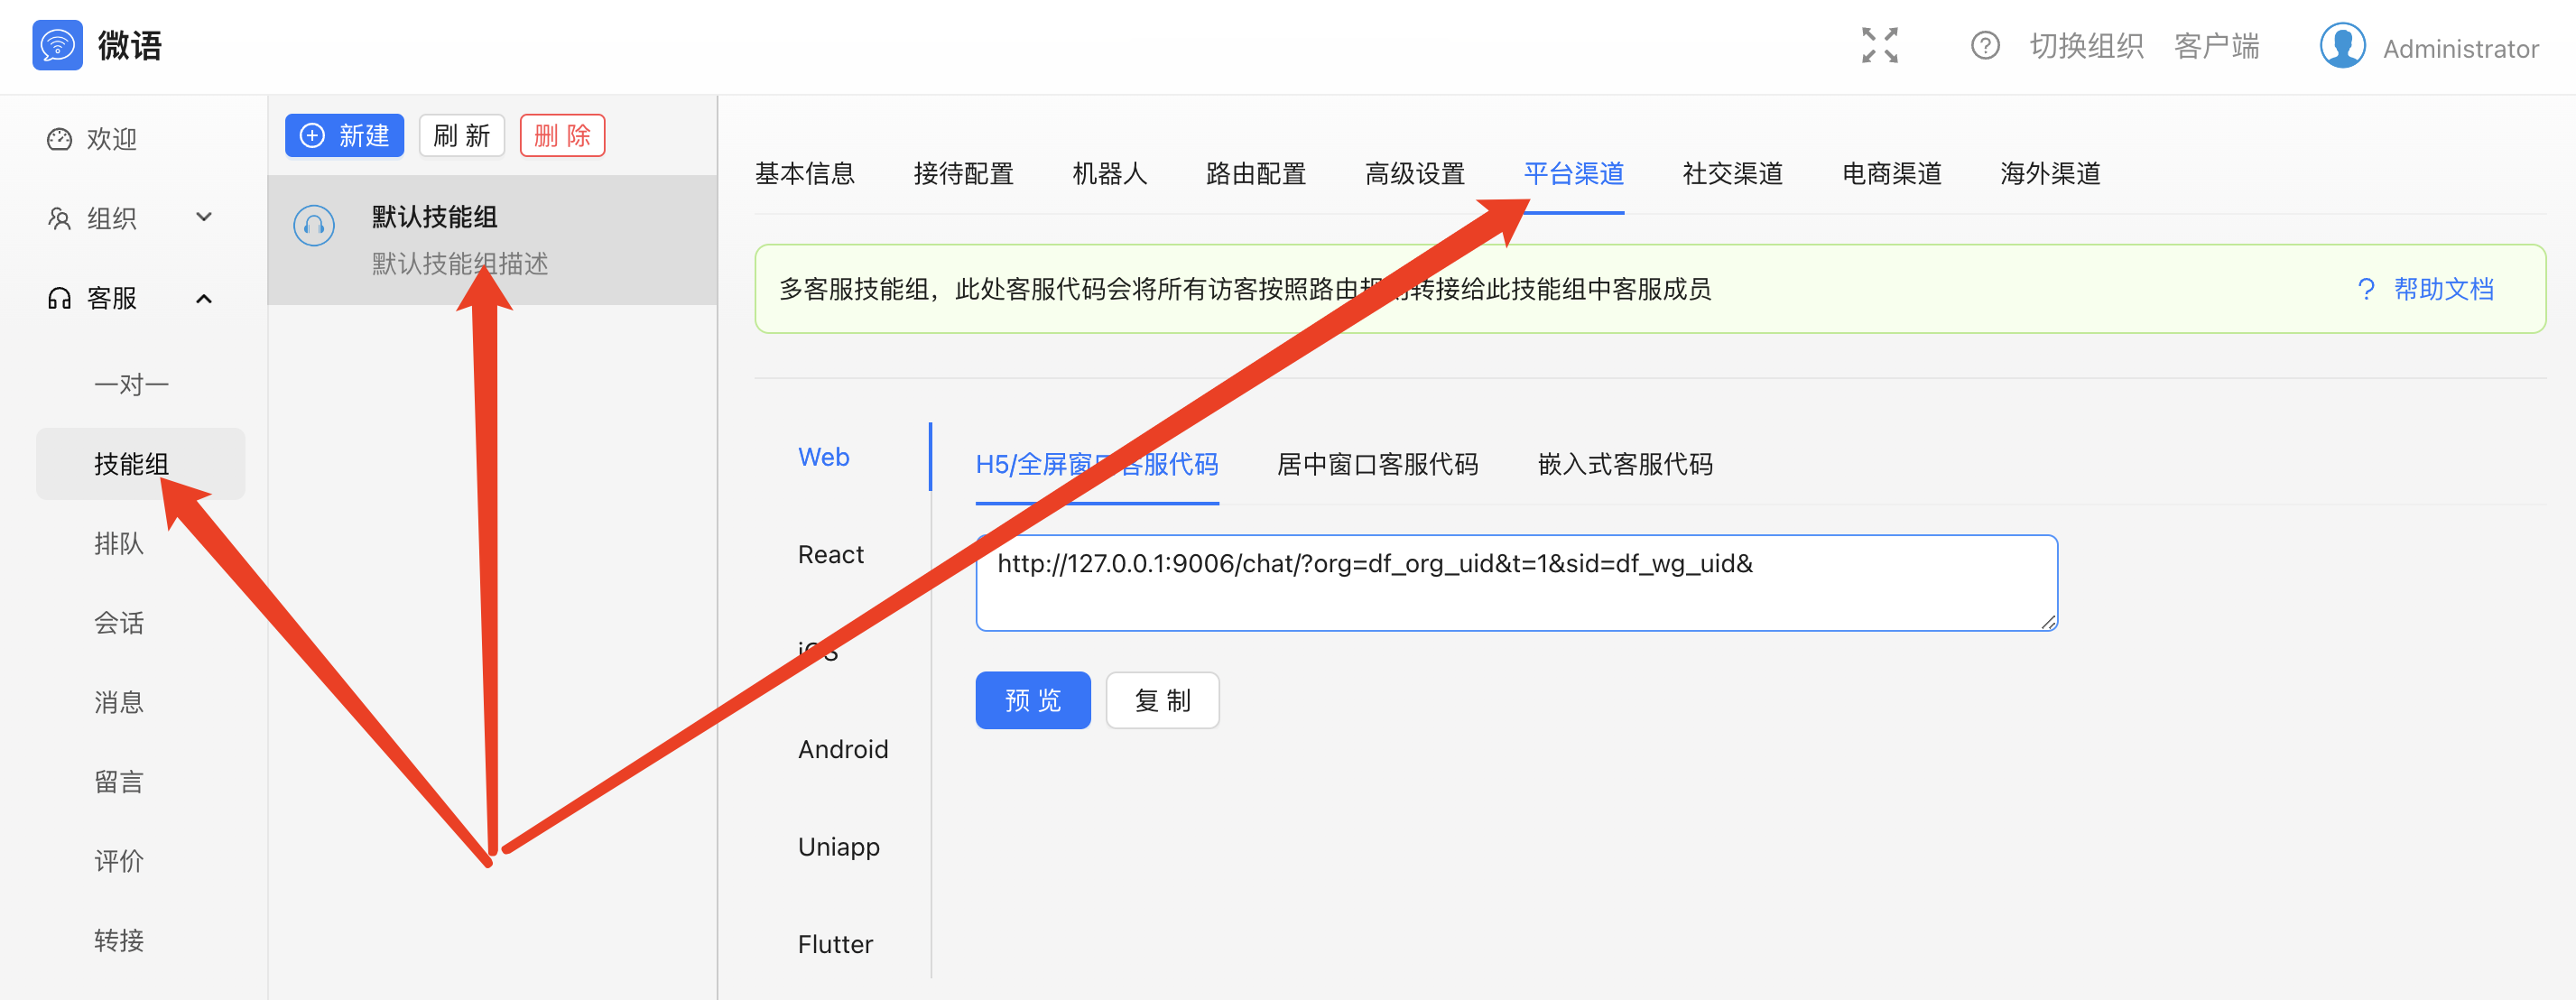 微语
切换组织 客户端 Administrator
欢迎
组织
客服
一对一
技能组
排队
会话
消息
留言
评价
转接
新建 刷 新 删 除
默认技能组
默认技能组描述
基本信息 接待配置 机器人 路由配置 高级设置 平台渠道 社交渠道 电商渠道 海外渠道
多客服技能组，此处客服代码会将所有访客按照路由规则转接给此技能组中客服成员
? 帮助文档
Web
React
iOS
Android
Uniapp
Flutter
H5/全屏窗口客服代码 居中窗口客服代码 嵌入式客服代码
http://127.0.0.1:9006/chat/?org=df_org_uid&t=1&sid=df_wg_uid&
预 览 复 制